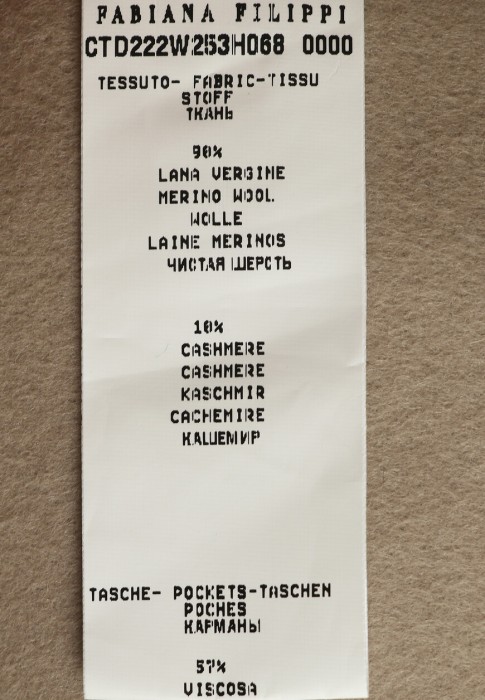 FABIANA FILIPPI
CTD222W253H068 0000
TESSUTO- FABRIC-TISSU
STOFF
ТКАНЬ
90%
LANA VERGINE
MERINO WOOL
WOLLE
LAINE MERINOS
ЧИСТАЯ ШЕРСТЬ
10%
CASHMERE
CASHMERE
KASCHMIR
CACHEMIRE
КАШЕМИР
TASCHE- POCKETS-TASCHEN
POCHES
КАРМАНЫ
57%
VISCOSA